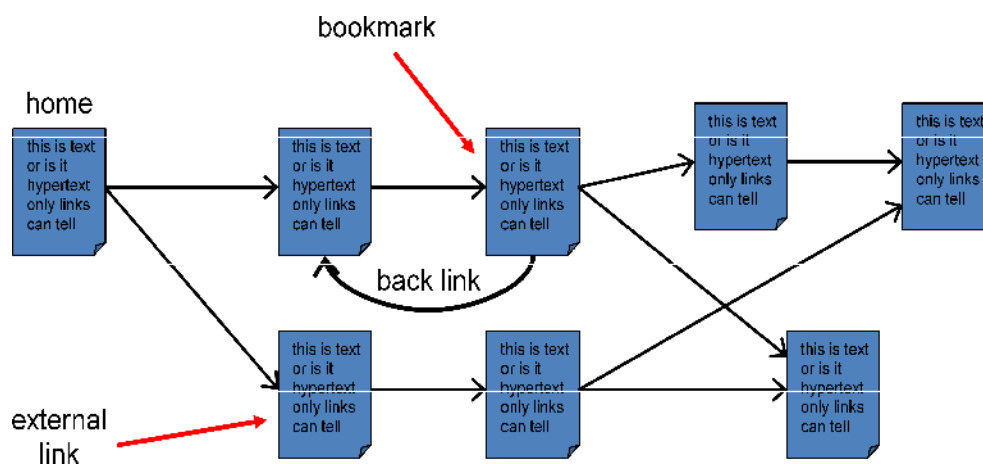 bookmark
home
this is text
or is it
hypertext
only links
can tell
this is text
or is it
hypertext
only links
can tell
this is text
or is it
hypertext
only links
can tell
this is text
or is it
hypertext
only links
can tell
this is text
or is it
hypertext
only links
can tell
back link
this is text
or is it
hypertext
only links
can tell
this is text
or is it
hypertext
only links
can tell
this is text
or is it
hypertext
only links
can tell
external
link